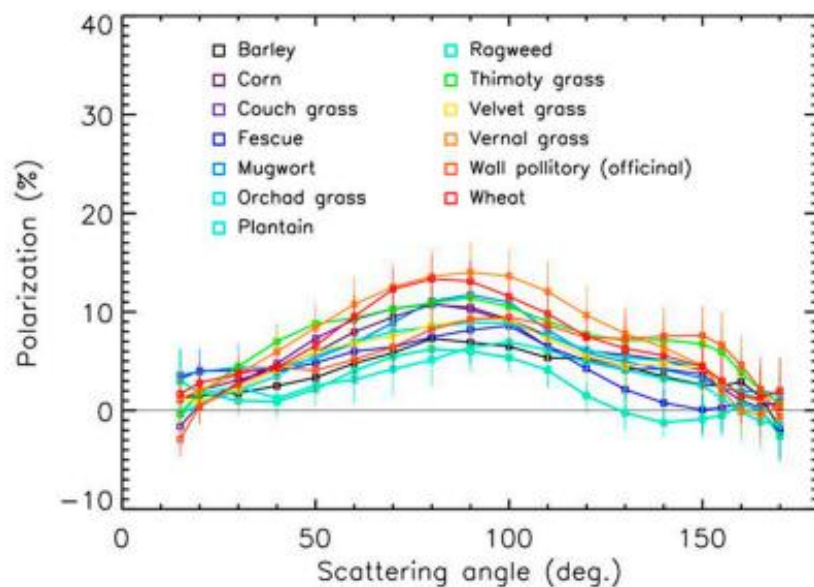 40
30
20
10
0
-10
Polarization (%)
Barley
Corn
Couch grass
Fescue
Mugwort
Orchad grass
Plantain
Ragweed
Thimoty grass
Velvet grass
Vernal grass
Wall pollitory (officinal)
Wheat
0 50 100 150
Scattering angle (deg.)